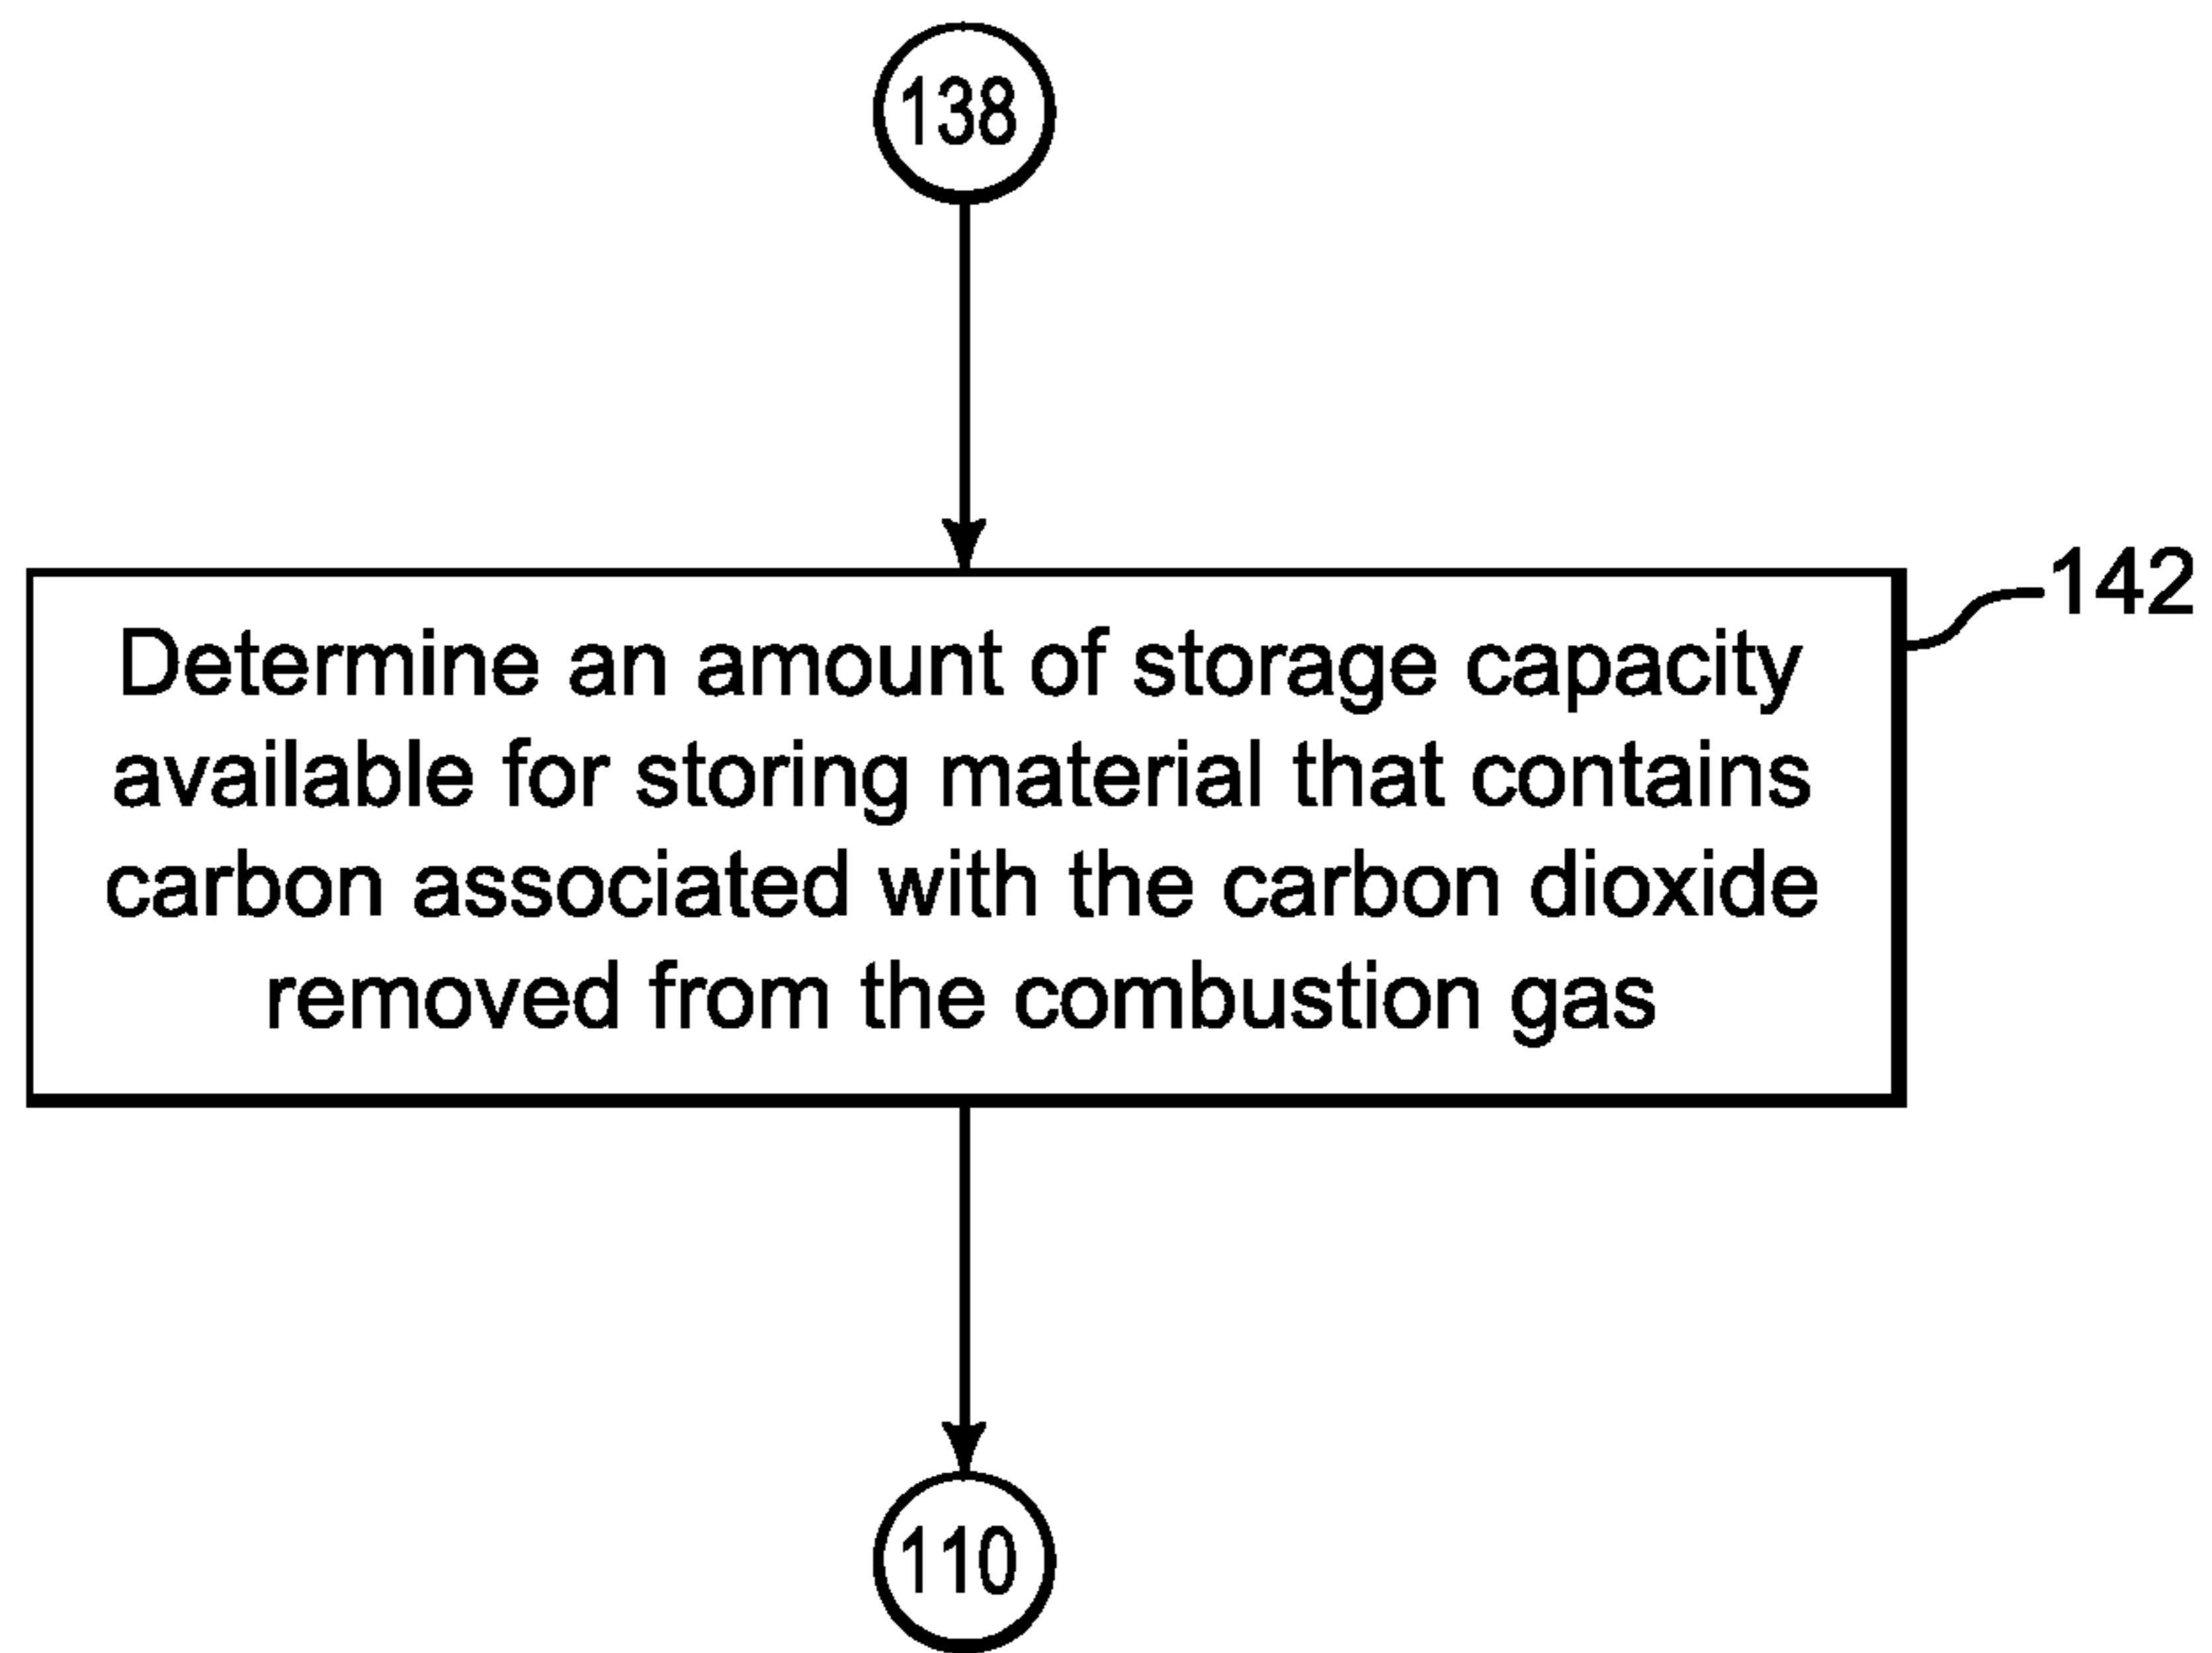 138
142
Determine an amount of storage capacity
available for storing material that contains
carbon associated with the carbon dioxide
removed from the combustion gas
110